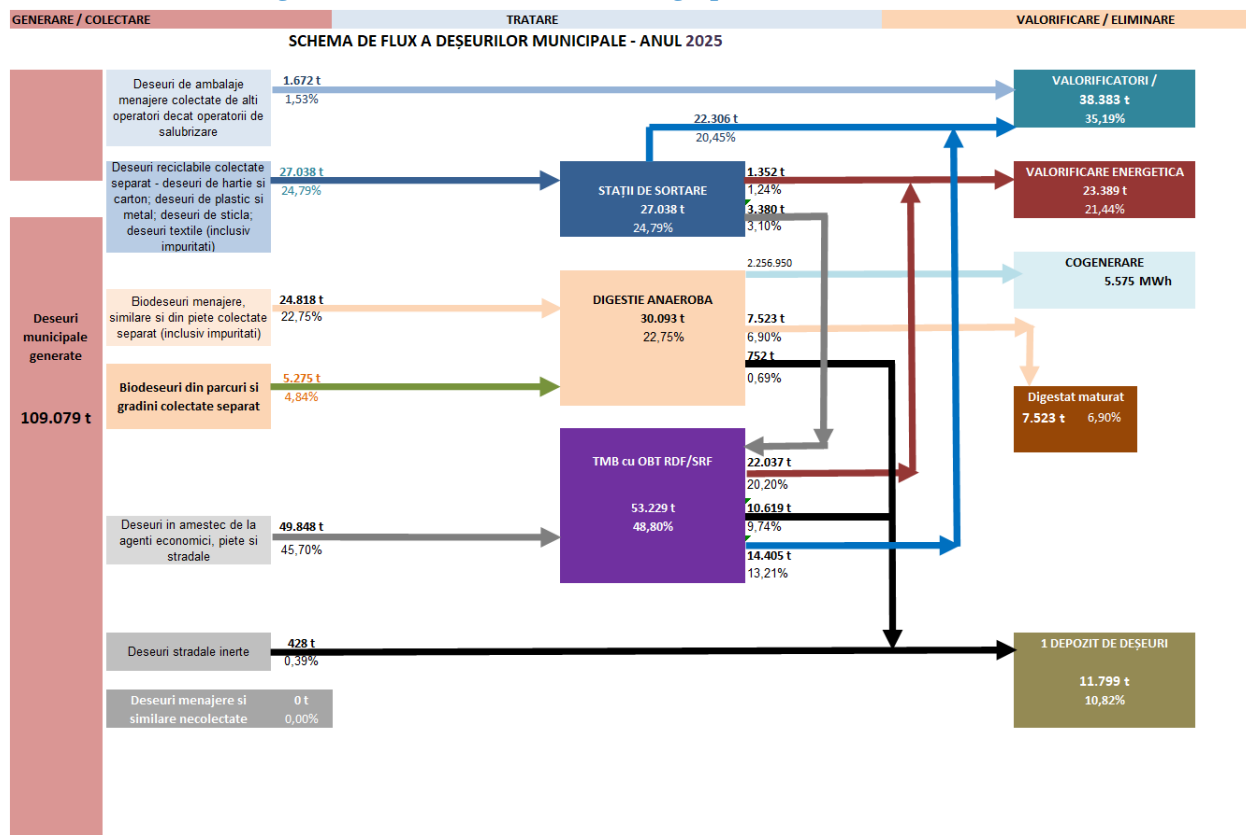 GENERARE / COLECTARE
TRATARE
VALORIFICARE / ELIMINARE
SCHEMA DE FLUX A DEȘEURILOR MUNICIPALE - ANUL 2025
Deseuri de ambalaje
menajere colectate de alti
operatori decat operatorii de
salubrizare
1.672 t
1,53%
VALORIFICATORI /
38.383 t
35,19%
22.306 t
20,45%
Deseuri reciclabile colectate
separat - deseuri de hartie si
carton; deseuri de plastic si
metal; deseuri de sticla;
deseuri textile (inclusiv
impuritati)
27.038 t
24,79%
STAȚII DE SORTARE
27.038 t
24,79%
1.352 t
1,24%
3.380 t
3,10%
VALORIFICARE ENERGETICA
23.389 t
21,44%
2.256.950
COGENERARE
5.575 MWh
Deseuri
municipale
generate
109.079 t
Biodeseuri menajere,
similare si din piete colectate
separat (inclusiv impuritati)
24.818 t
22,75%
DIGESTIE ANAEROBA
30.093 t
22,75%
7.523 t
6,90%
752 t
0,69%
Biodeseuri din parcuri si
gradini colectate separat
5.275 t
4,84%
Digestat maturat
7.523 t 6,90%
TMB cu OBT RDF/SRF
53.229 t
48,80%
22.037 t
20,20%
10.619 t
9,74%
14.405 t
13,21%
Deseuri in amestec de la
agenti economici, piete si
stradale
49.848 t
45,70%
Deseuri stradale inerte
428 t
0,39%
1 DEPOZIT DE DEȘEURI
11.799 t
10,82%
Deseuri menajere si
similare necolectate
0 t
0,00%